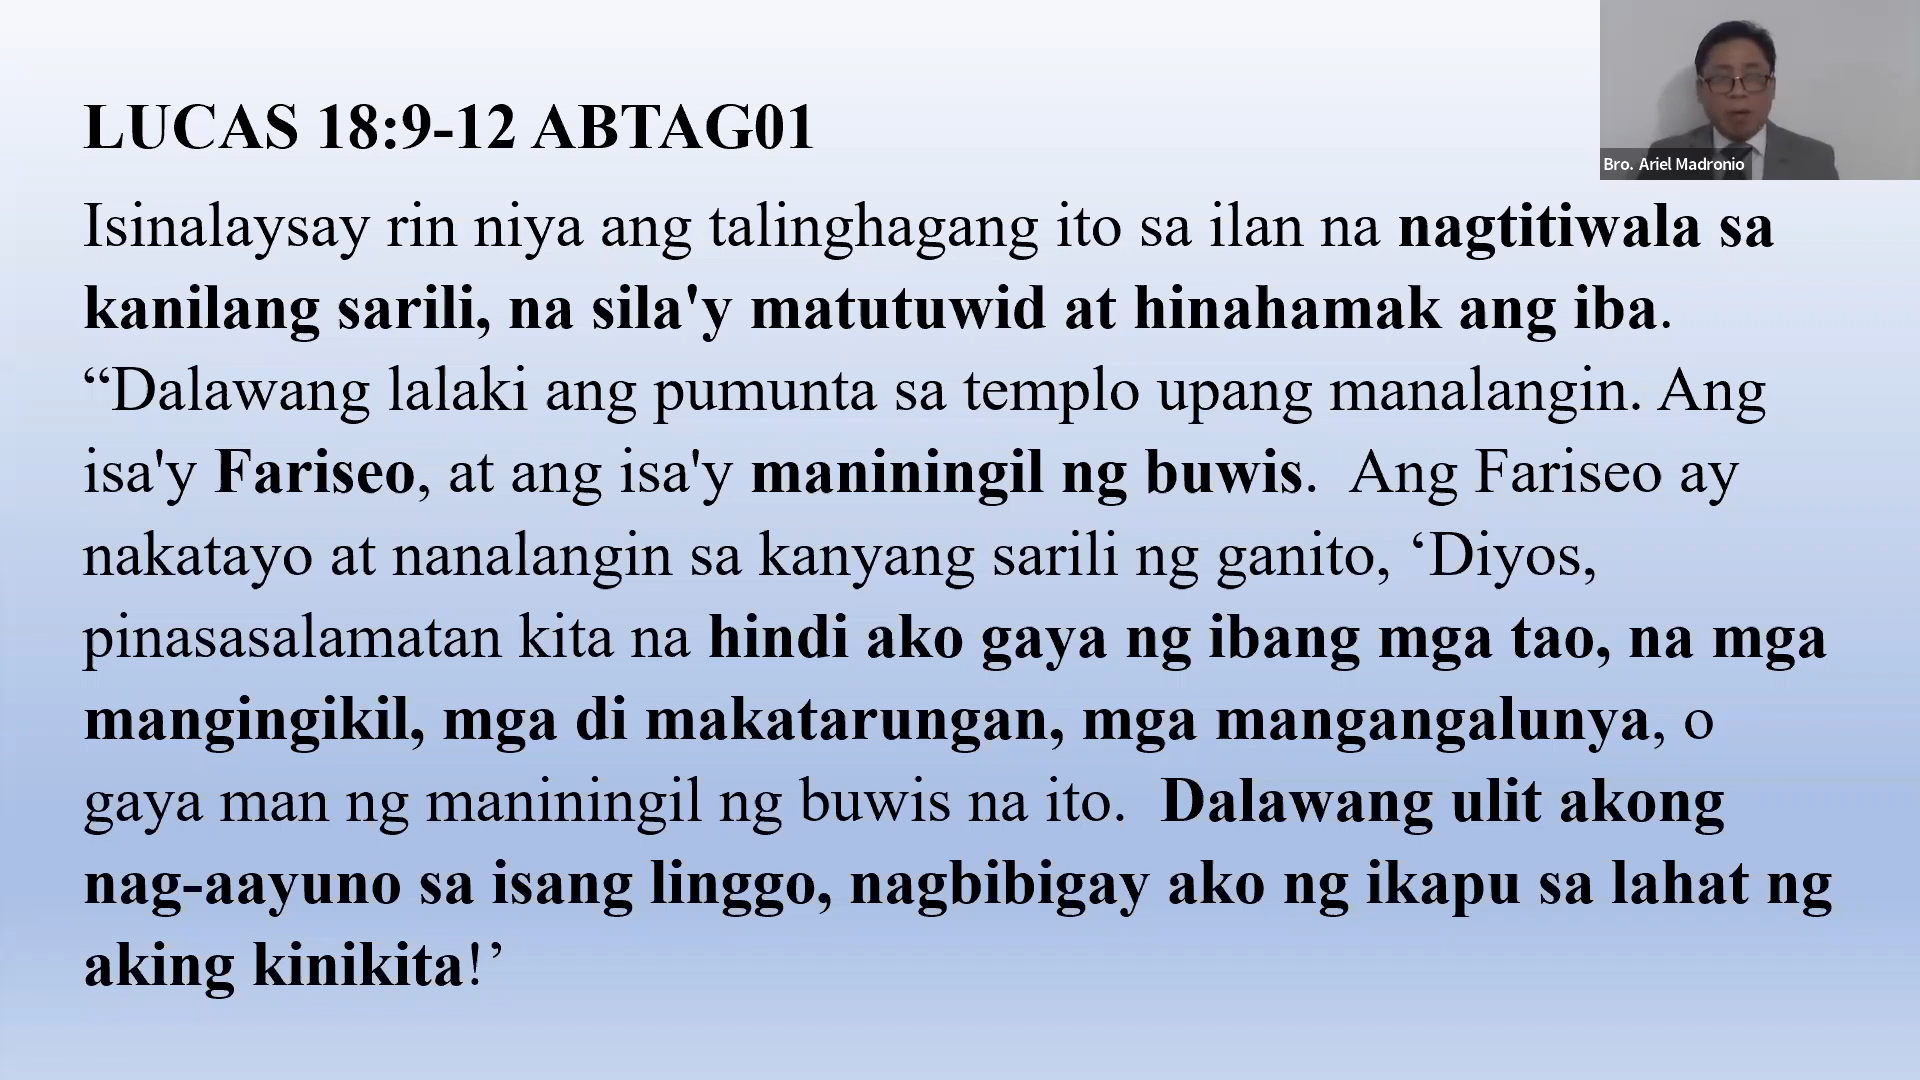 LUCAS 18:9-12 ABTAG01
Bro. Ariel Madronio
Isinalaysay rin niya ang talinghagang ito sa ilan na nagtitiwala sa
kanilang sarili, na sila'y matutuwid at hinahamak ang iba.
“Dalawang lalaki ang pumunta sa templo upang manalangin. Ang
isa'y Fariseo, at ang isa'y maniningil ng buwis.  Ang Fariseo ay
nakatayo at nanalangin sa kanyang sarili ng ganito, ‘Diyos,
pinasasalamatan kita na hindi ako gaya ng ibang mga tao, na mga
mangingikil, mga di makatarungan, mga mangangalunya, o
gaya man ng maniningil ng buwis na ito.  Dalawang ulit akong
nag-aayuno sa isang linggo, nagbibigay ako ng ikapu sa lahat ng
aking kinikita!’